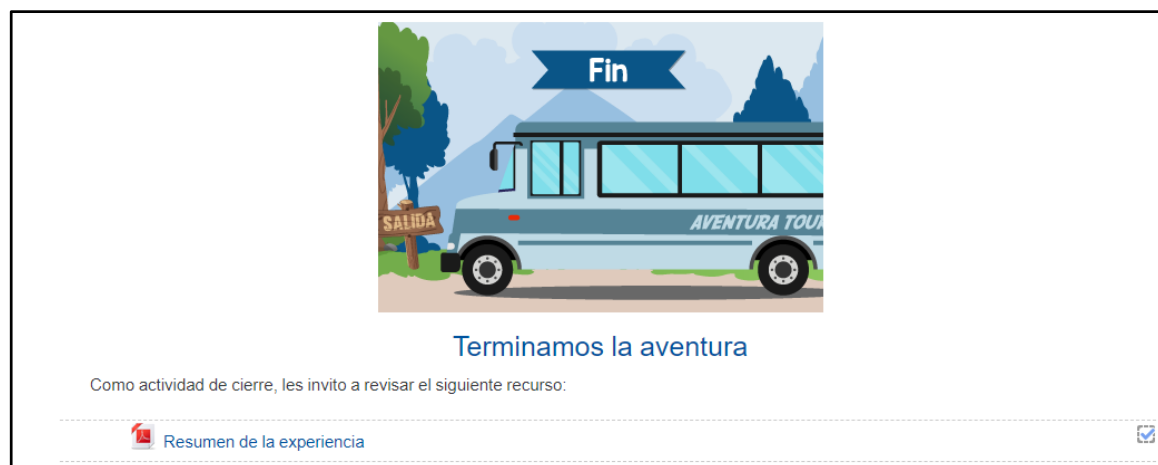 Fin
SALIDA
AVENTURA TOUR
Terminamos la aventura
Como actividad de cierre, les invito a revisar el siguiente recurso:
Resumen de la experiencia